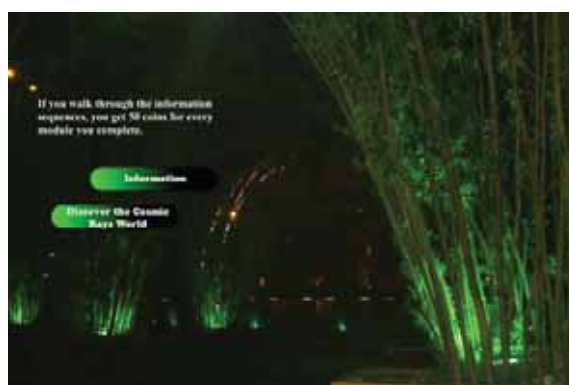 If you walk through the information
sequences, you get 50 coins for every
module you complete.
Information
Discover the Cosmic
Rays World